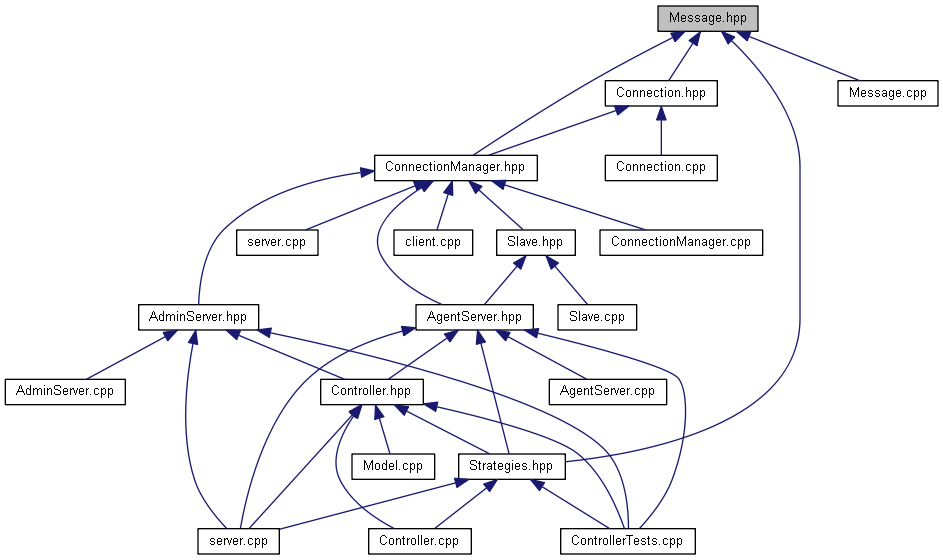 Message.hpp
Connection.hpp
Message.cpp
ConnectionManager.hpp
Connection.cpp
server.cpp
client.cpp
Slave.hpp
ConnectionManager.cpp
AdminServer.hpp
AgentServer.hpp
Slave.cpp
AdminServer.cpp
Controller.hpp
AgentServer.cpp
Model.cpp
Strategies.hpp
server.cpp
Controller.cpp
ControllerTests.cpp